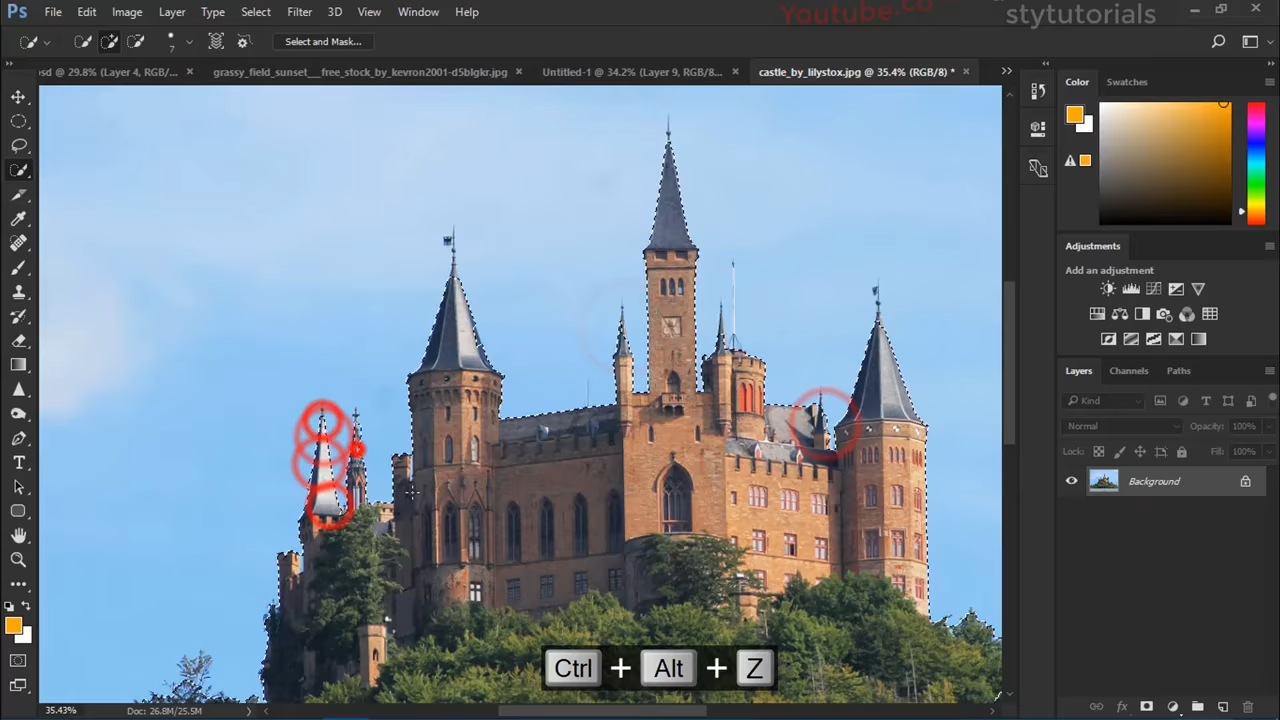 Ps File Edit Image Layer Type Select Filter 3D View Window Help
Youtube.co
stytutorials
7 Select and Mask...
sd @ 29.8% (Layer 4, RGB/... × grassy_field_sunset___free_stock_by_kevron2001-d5blgkr.jpg × Untitled-1 @ 34.2% (Layer 9, RGB/8... × castle_by_lilystox.jpg @ 35.4% (RGB/8) * ×
Color Swatches
Adjustments
Add an adjustment
Layers Channels Paths
Kind
Normal Opacity: 100%
Lock: Fill: 100%
Background
Ctrl + Alt + Z
35.43% Doc: 26.8M/25.5M